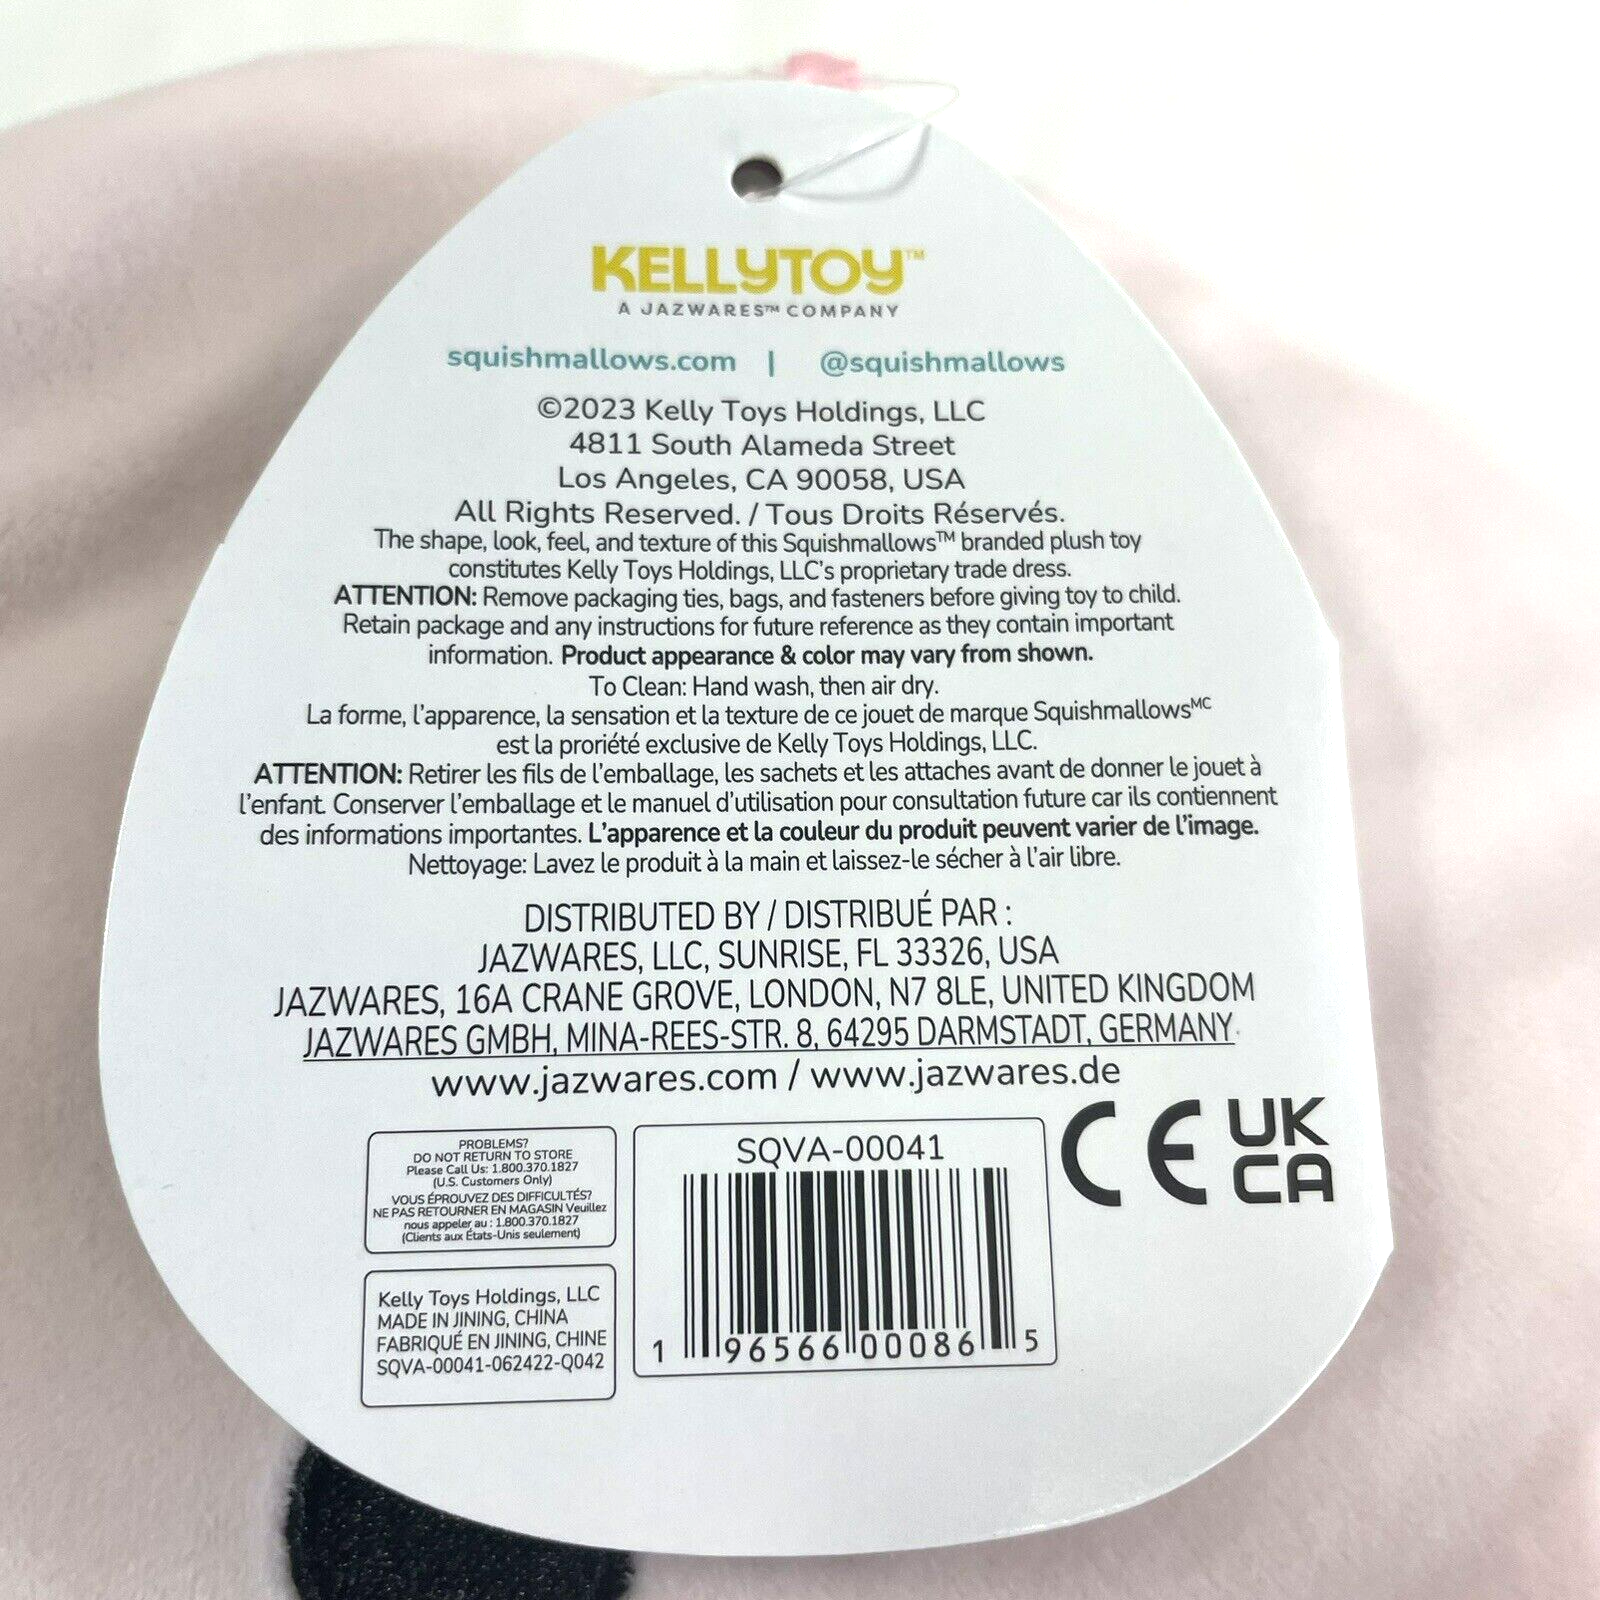 KELLYTOY™
A JAZWARES™ COMPANY
squishmallows.com | @squishmallows
©2023 Kelly Toys Holdings, LLC
4811 South Alameda Street
Los Angeles, CA 90058, USA
All Rights Reserved. / Tous Droits Réservés.
The shape, look, feel, and texture of this Squishmallows™ branded plush toy
constitutes Kelly Toys Holdings, LLC's proprietary trade dress.
ATTENTION: Remove packaging ties, bags, and fasteners before giving toy to child.
Retain package and any instructions for future reference as they contain important
information. Product appearance & color may vary from shown.
To Clean: Hand wash, then air dry.
La forme, l'apparence, la sensation et la texture de ce jouet de marque Squishmallowsᴹᶜ
est la proriété exclusive de Kelly Toys Holdings, LLC.
ATTENTION: Retirer les fils de l'emballage, les sachets et les attaches avant de donner le jouet à
l'enfant. Conserver l'emballage et le manuel d'utilisation pour consultation future car ils contiennent
des informations importantes. L'apparence et la couleur du produit peuvent varier de l'image.
Nettoyage: Lavez le produit à la main et laissez-le sécher à l'air libre.
DISTRIBUTED BY / DISTRIBUÉ PAR :
JAZWARES, LLC, SUNRISE, FL 33326, USA
JAZWARES, 16A CRANE GROVE, LONDON, N7 8LE, UNITED KINGDOM
JAZWARES GMBH, MINA-REES-STR. 8, 64295 DARMSTADT, GERMANY
www.jazwares.com / www.jazwares.de
PROBLEMS?
DO NOT RETURN TO STORE
Please Call Us: 1.800.370.1827
(U.S. Customers Only)
VOUS ÉPROUVEZ DES DIFFICULTÉS?
NE PAS RETOURNER EN MAGASIN Veuillez
nous appeler au : 1.800.370.1827
(Clients aux États-Unis seulement)
Kelly Toys Holdings, LLC
MADE IN JINING, CHINA
FABRIQUÉ EN JINING, CHINE
SQVA-00041-062422-Q042
SQVA-00041
1 96566 00086 5
CE
UK
CA